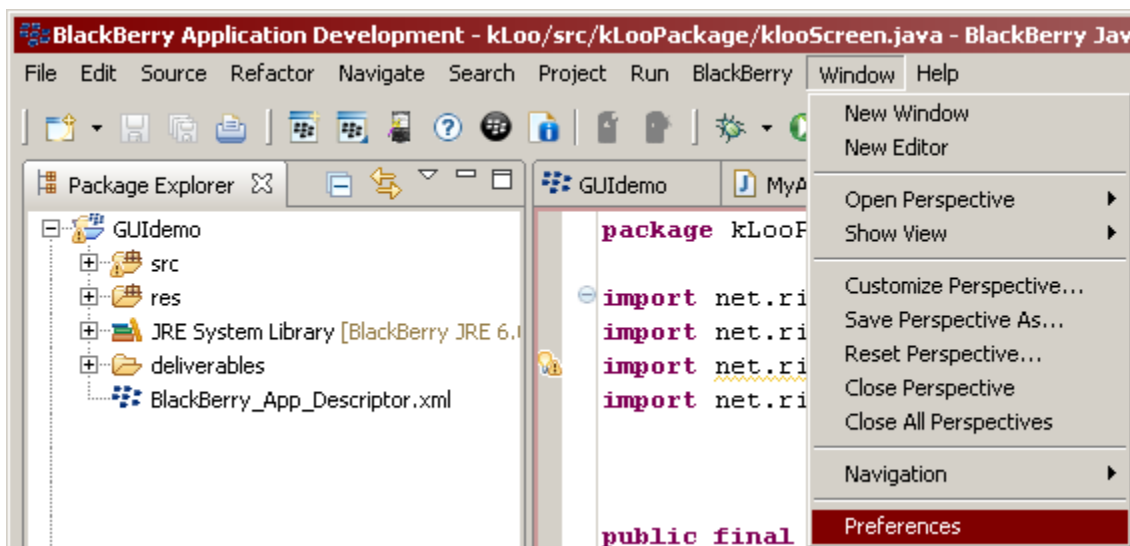 BlackBerry Application Development - kLoo/src/kLooPackage/klooScreen.java - BlackBerry Jav
File Edit Source Refactor Navigate Search Project Run BlackBerry Window Help
New Window
New Editor
Open Perspective
Show View
Customize Perspective...
Save Perspective As...
Reset Perspective...
Close Perspective
Close All Perspectives
Navigation
Preferences
Package Explorer
GUIdemo
src
res
JRE System Library [BlackBerry JRE 6.
deliverables
BlackBerry_App_Descriptor.xml
GUIdemo MyA
package kLooP
import net.ri
import net.ri
import net.ri
import net.ri
public final